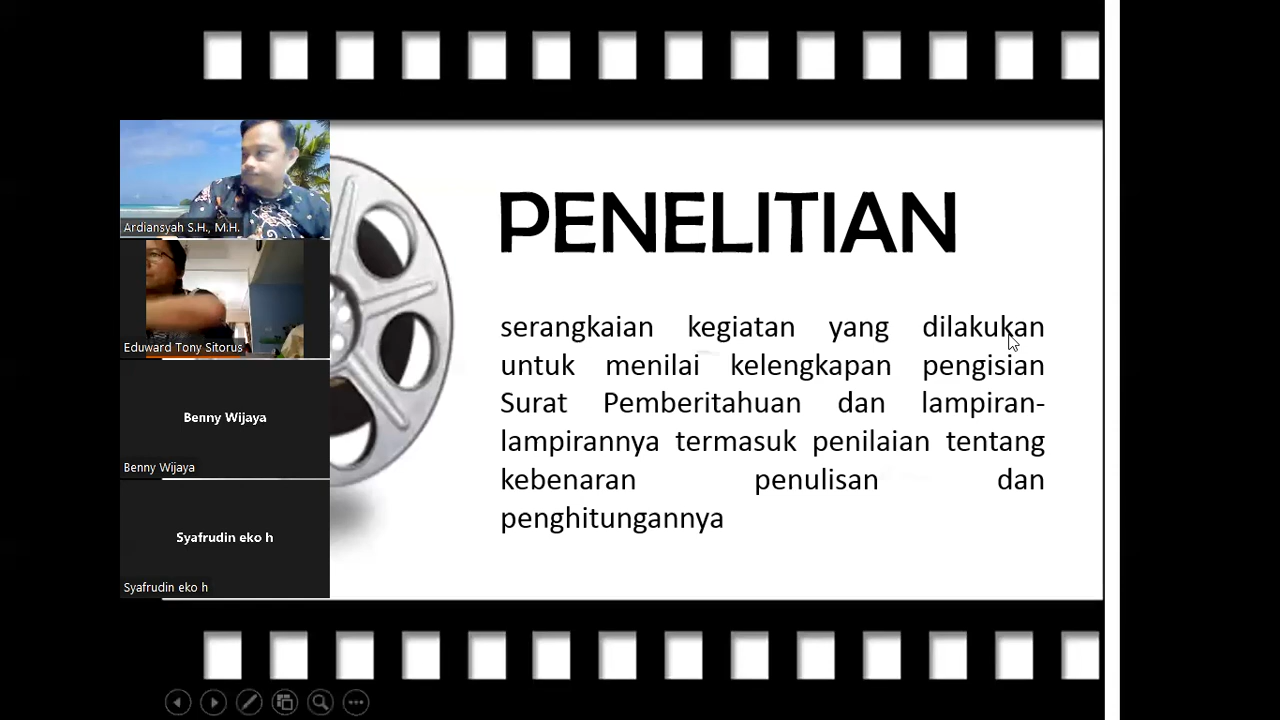 Ardiansyah S.H., M.H.
Eduward Tony Sitorus
Benny Wijaya
Benny Wijaya
Syafrudin eko h
Syafrudin eko h
PENELITIAN
serangkaian kegiatan yang dilakukan
untuk menilai kelengkapan pengisian
Surat Pemberitahuan dan lampiran-
lampirannya termasuk penilaian tentang
kebenaran penulisan dan
penghitungannya